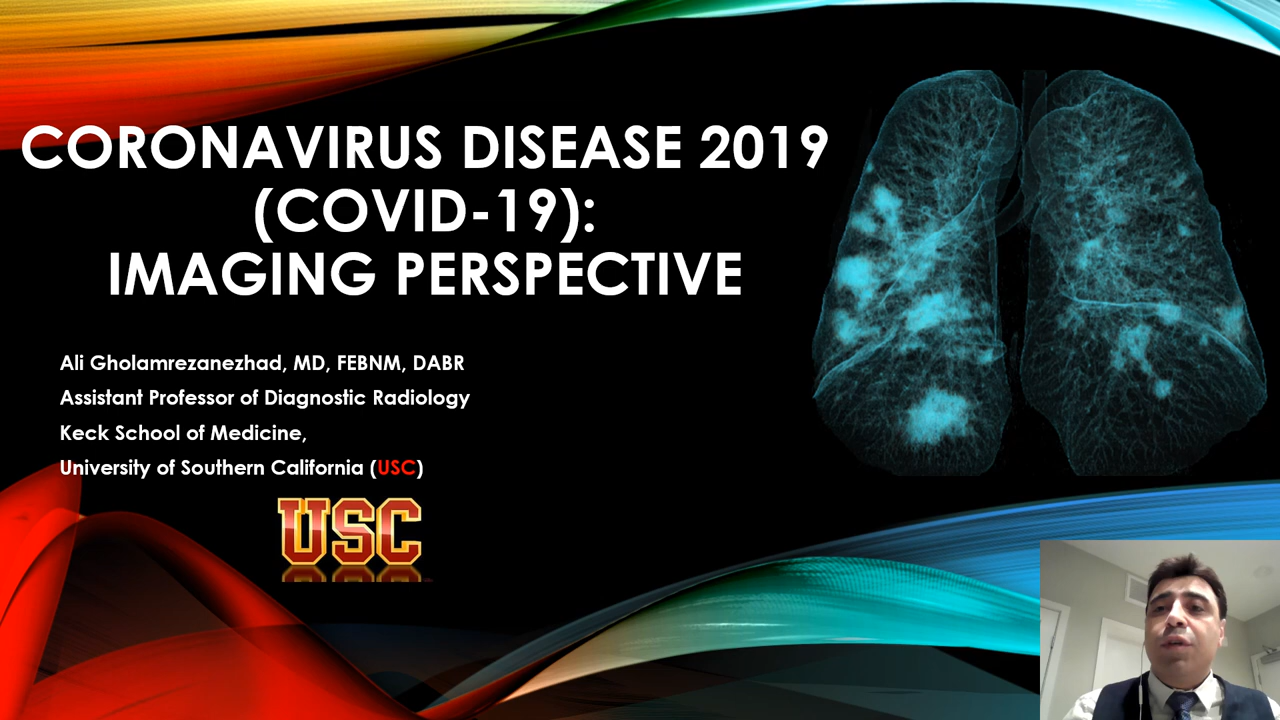 CORONAVIRUS DISEASE 2019
(COVID-19):
IMAGING PERSPECTIVE
Ali Gholamrezanezhad, MD, FEBNM, DABR
Assistant Professor of Diagnostic Radiology
Keck School of Medicine,
University of Southern California (USC)
USC